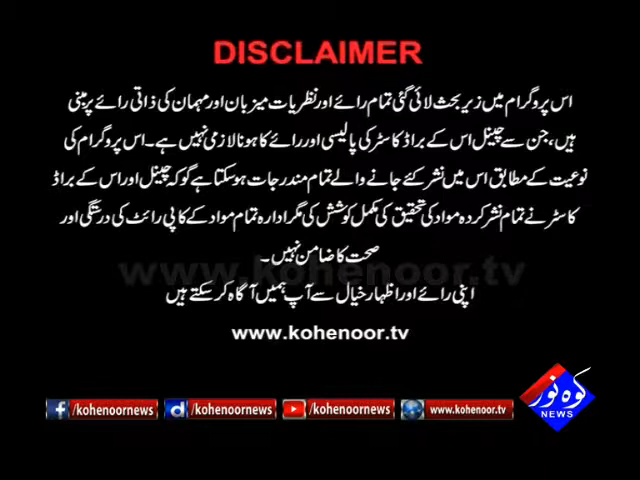 DISCLAIMER
اس پروگرام میں زیر بحث لائی گئی تمام رائے اور نظریات میزبان اور مہمان کی ذاتی رائے پر مبنی
ہیں، جن سے چینل اس کے براڈ کاسٹر کی پالیسی اور رائے کا ہونا لازمی نہیں ہے۔ اس پروگرام کی
نوعیت کے مطابق اس میں نشر کئے جانے والے تمام مندرجات ہو سکتا ہے گو کہ چینل اور اس کے براڈ
کاسٹر نے تمام نشر کردہ مواد کی تحقیق کی مکمل کوشش کی مگر ادارہ تمام مواد کے کاپی رائٹ کی درستگی اور
صحت کا ضامن نہیں۔
www.kohenoor.tv
اپنی رائے اور اظہار خیال سے آپ ہمیں آگاہ کر سکتے ہیں
www.kohenoor.tv
/kohenoornews /kohenoornews /kohenoornews www.kohenoor.tv
کوہ نور
NEWS